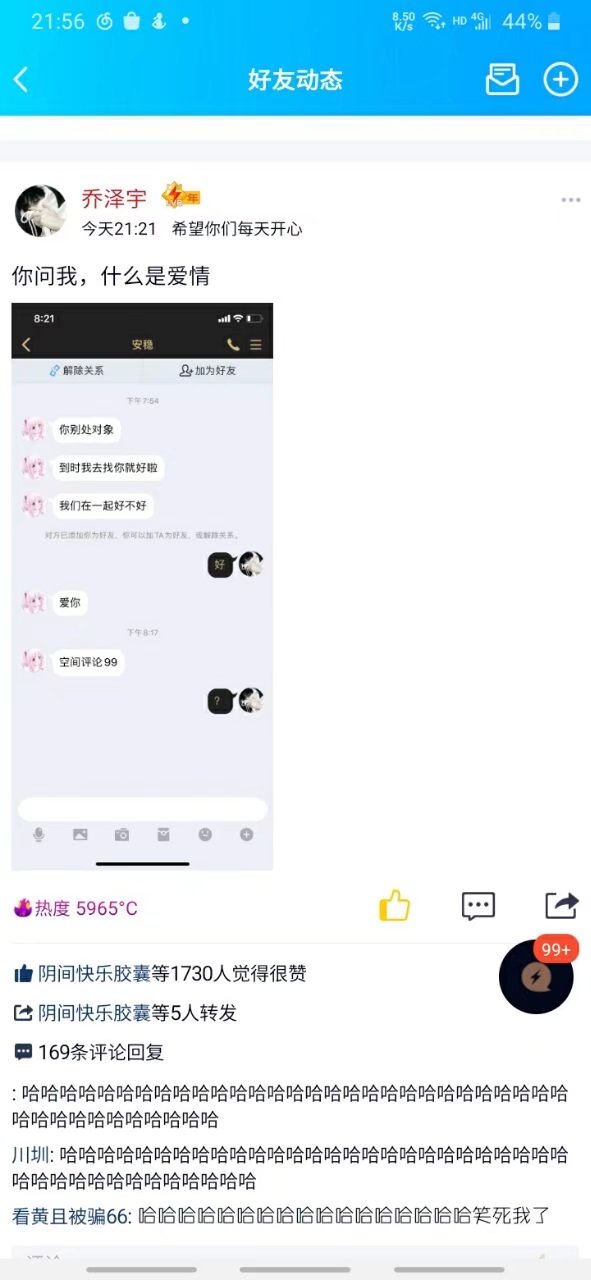 21:56
8.50
K/s
HD 4G
44%
好友动态
乔泽宇
年
今天21:21 希望你们每天开心
你问我，什么是爱情
8:21
安稳
解除关系
加为好友
下午7:54
你别处对象
到时我去找你就好啦
我们在一起好不好
对方已添加你为好友，你可以加TA为好友，或解除关系。
好
爱你
下午8:17
空间评论99
？
热度 5965°C
99+
阴间快乐胶囊等1730人觉得很赞
阴间快乐胶囊等5人转发
169条评论回复
: 哈哈哈哈哈哈哈哈哈哈哈哈哈哈哈哈哈哈哈哈哈哈哈哈哈哈哈哈哈
哈哈哈哈哈哈哈哈哈哈哈
川圳: 哈哈哈哈哈哈哈哈哈哈哈哈哈哈哈哈哈哈哈哈哈哈哈哈哈哈哈
哈哈哈哈哈哈哈哈哈哈哈哈哈
看黄且被骗66: 哈哈哈哈哈哈哈哈哈哈哈哈哈哈哈哈哈笑死我了